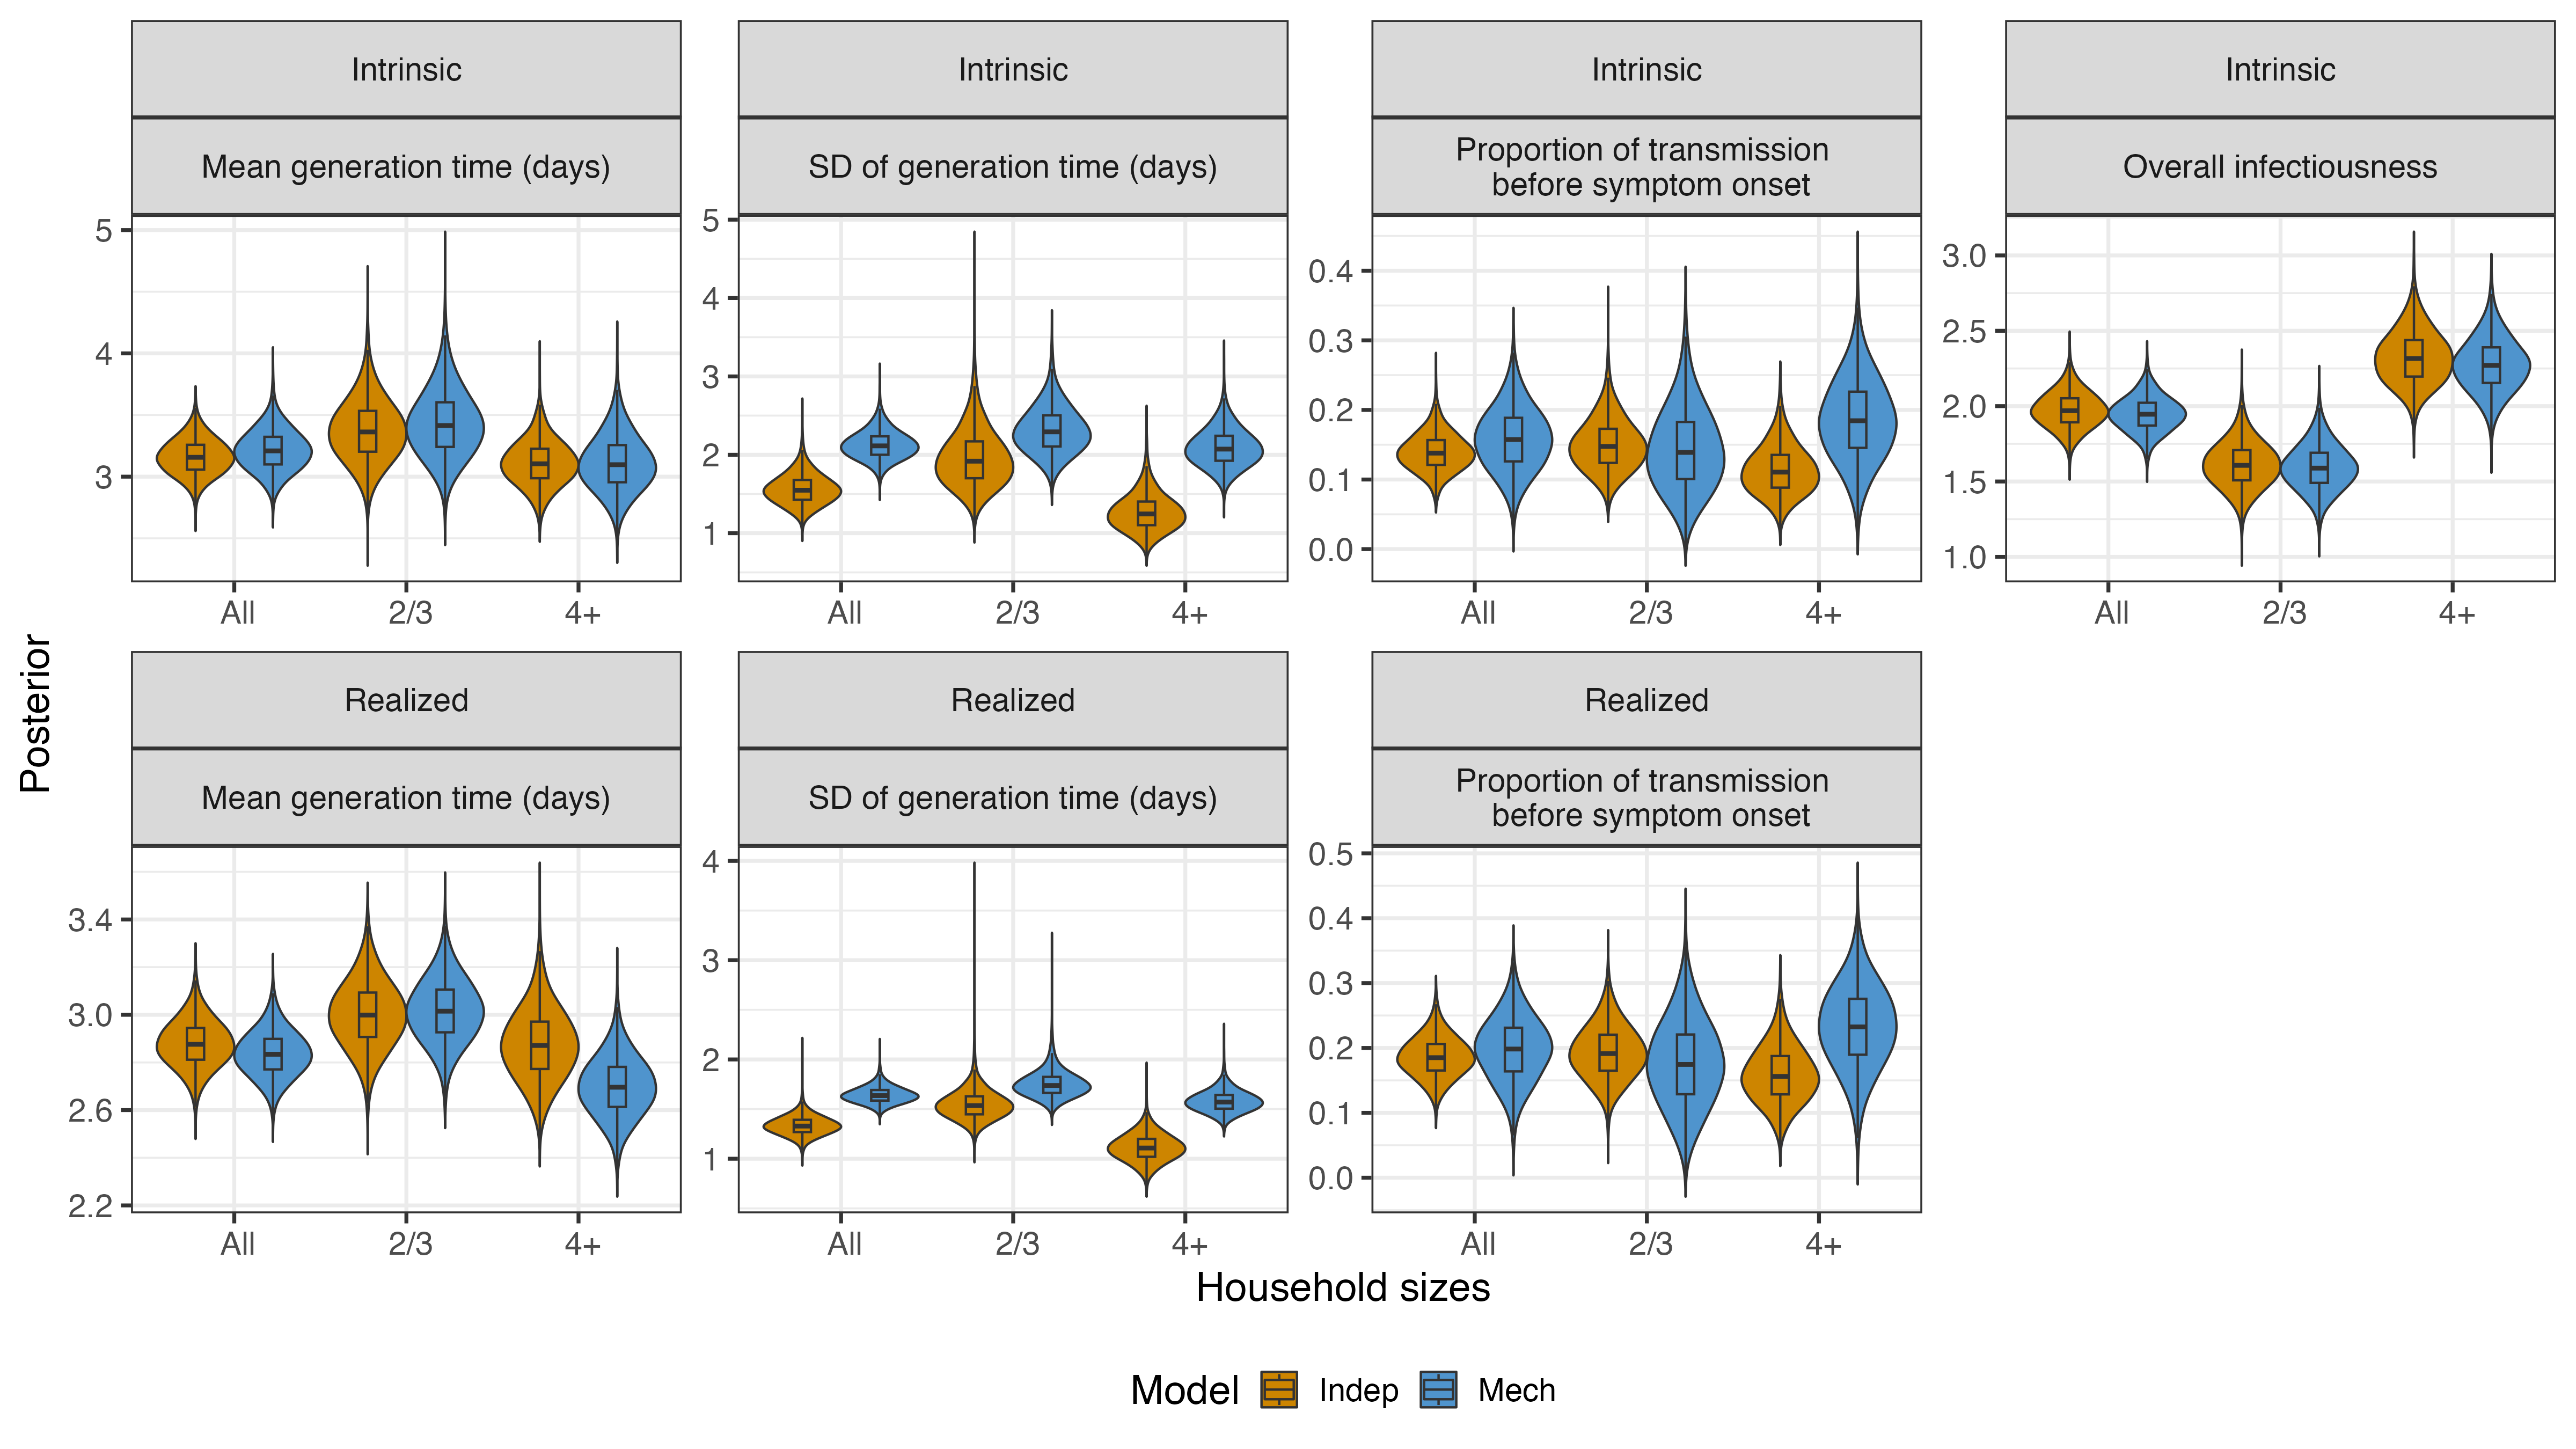 Intrinsic
Intrinsic
Intrinsic
Intrinsic
Mean generation time (days)
SD of generation time (days)
Proportion of transmission
before symptom onset
Overall infectiousness
5
4
3
5
4
3
2
1
0.4
0.3
0.2
0.1
0.0
3.0
2.5
2.0
1.5
1.0
All
2/3
4+
All
2/3
4+
All
2/3
4+
All
2/3
4+
Posterior
Realized
Realized
Realized
Mean generation time (days)
SD of generation time (days)
Proportion of transmission
before symptom onset
3.4
3.0
2.6
2.2
4
3
2
1
0.5
0.4
0.3
0.2
0.1
0.0
All
2/3
4+
All
2/3
4+
All
2/3
4+
Household sizes
Model
Indep
Mech